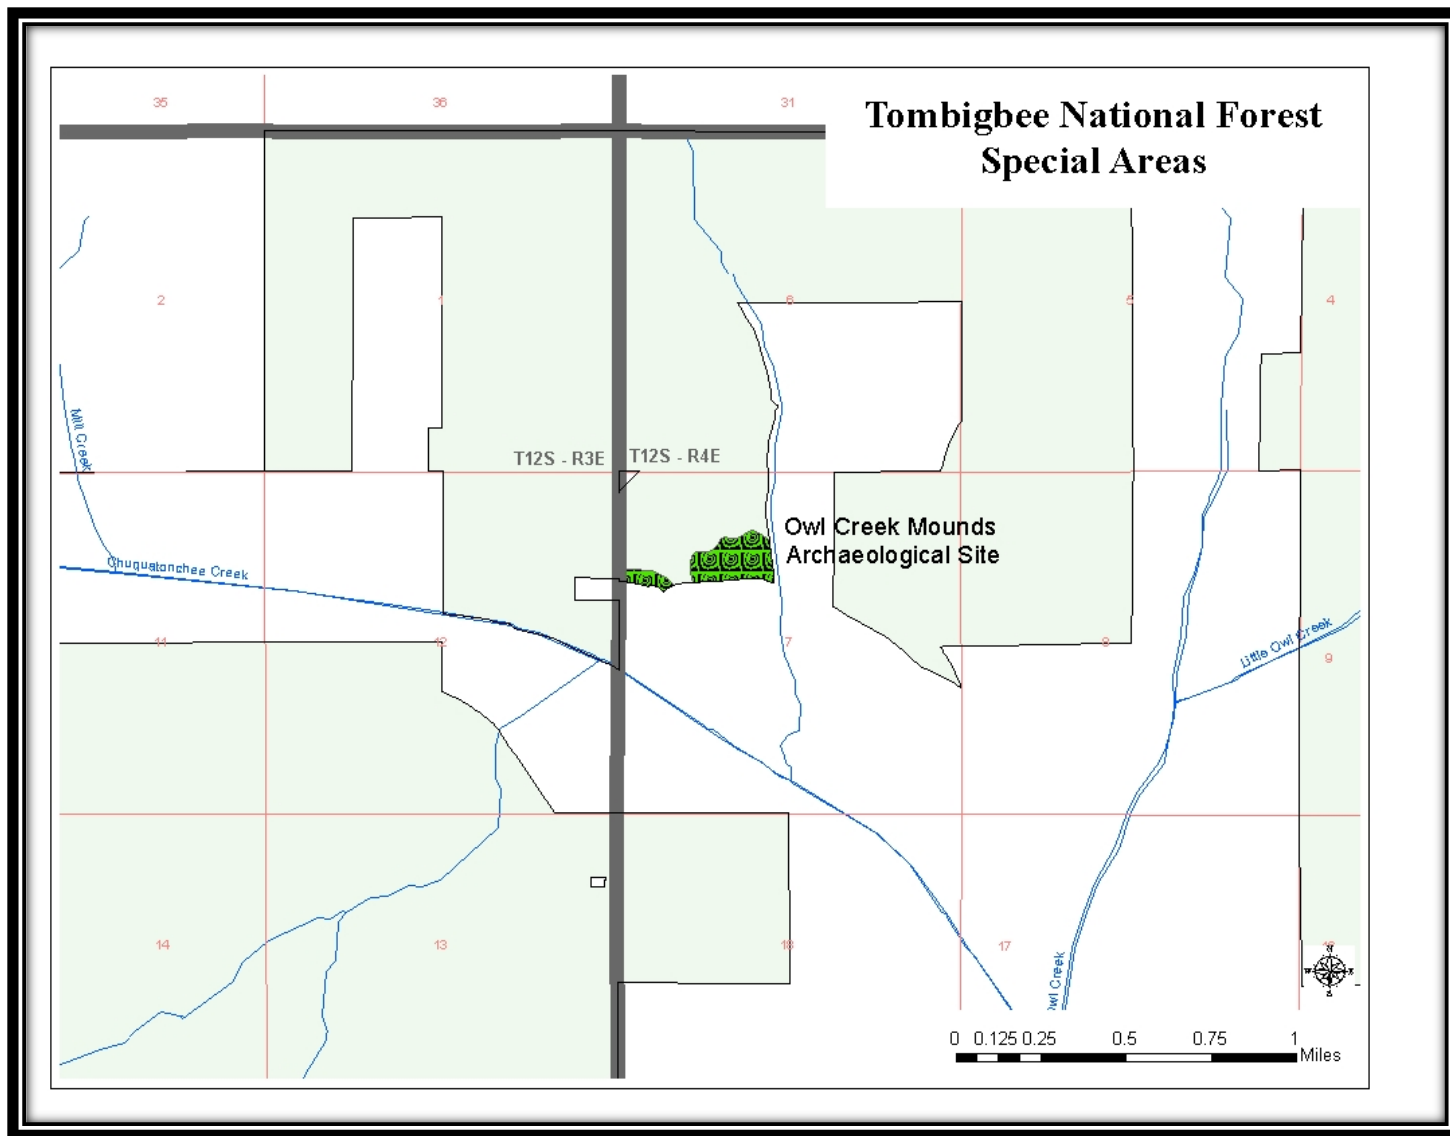 35 36 31
Tombigbee National Forest
Special Areas
2 1 6 5 4
Mill Creek
T12S - R3E T12S - R4E
Owl Creek Mounds
Archaeological Site
Chuquatonchee Creek
11 12 7 8 9
Little Owl Creek
14 13 18 17
wl Creek
0 0.125 0.25 0.5 0.75 1
Miles